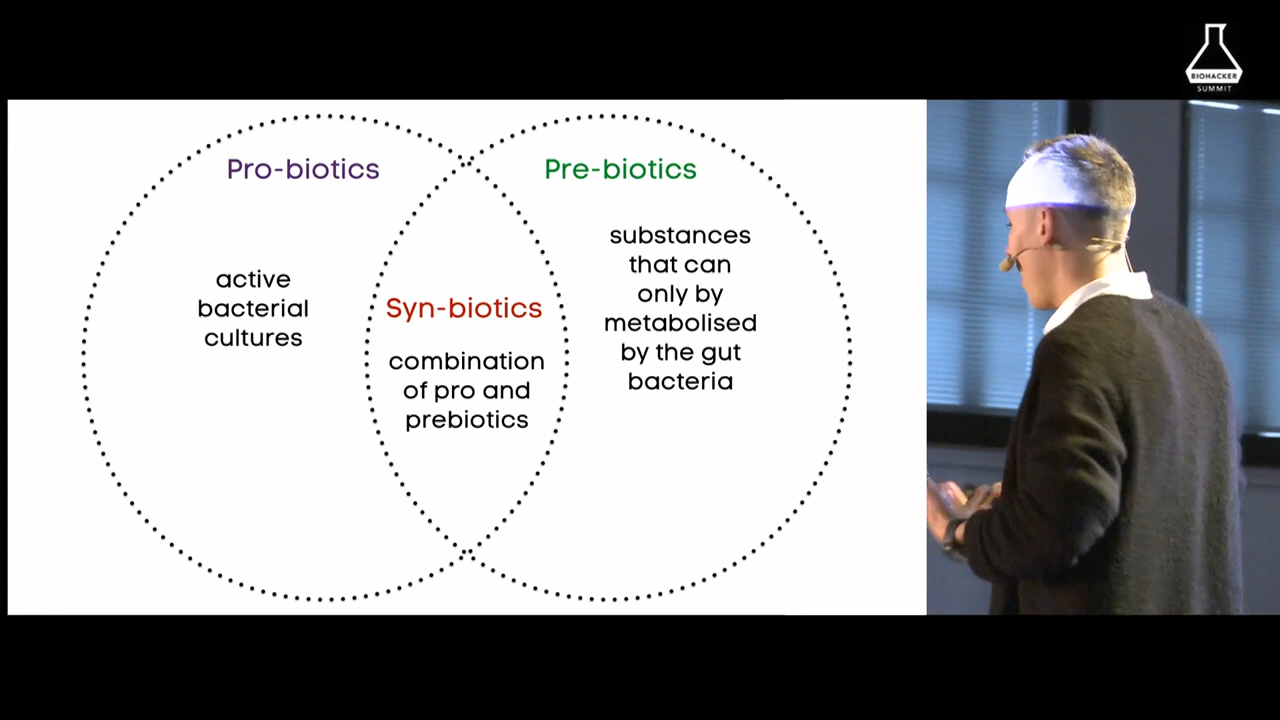 BIOHACKER
SUMMIT
Pro-biotics
active
bacterial
cultures
Syn-biotics
combination
of pro and
prebiotics
Pre-biotics
substances
that can
only by
metabolised
by the gut
bacteria